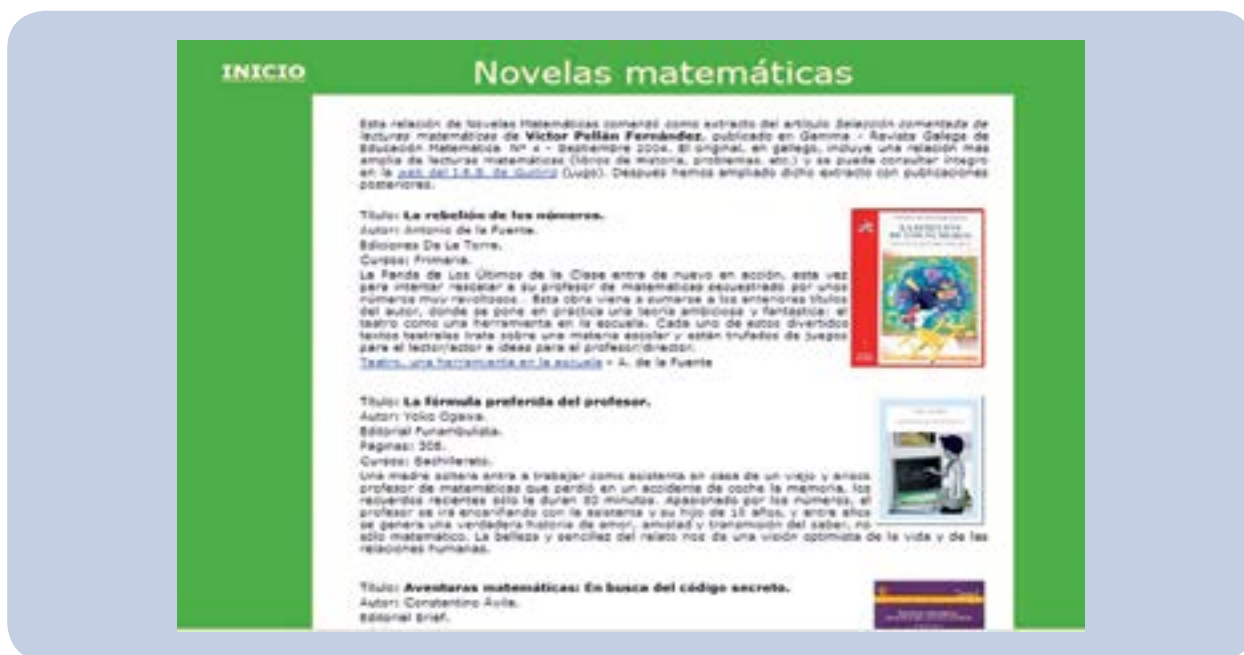 INICIO
Novelas matemáticas
Esta relación de Novelas Matemáticas comenzó como extracto del artículo Selección comentada de
lecturas matemáticas de Víctor Pellán Fernández, publicado en Gamma - Revista Galega de
Educación Matemática Nº 4 - Septiembre 2004. El original, en gallego, incluye una relación más
amplia de lecturas matemáticas (libros de historia, problemas, etc.) y se puede consultar íntegro
en la web del I.E.S. de (Lugo). Después hemos ampliado dicho extracto con publicaciones
posteriores.
Título: La rebelión de los números.
Autor: Antonio de la Fuente.
Ediciones De La Torre.
Cursos: Primaria.
La Panda de Los Últimos de la Clase entra de nuevo en acción, esta vez
para intentar rescatar a su profesor de matemáticas secuestrado por unos
números muy revoltosos. Esta obra viene a sumarse a los anteriores títulos
del autor, donde se pone en práctica una teoría ambiciosa y fantástica: el
teatro como una herramienta en la escuela. Cada uno de estos divertidos
textos teatrales trata sobre una materia escolar y están trufados de juegos
para el lector/actor e ideas para el profesor/director.
Teatro, una herramienta en la escuela - A. de la Fuente
LA REBELIÓN
DE LOS NÚMEROS
Título: La fórmula preferida del profesor.
Autor: Yoko Ogawa.
Editorial Funambulista.
Páginas: 308.
Cursos: Bachillerato.
Una madre soltera entra a trabajar como asistenta en casa de un viejo y arisco
profesor de matemáticas que perdió en un accidente de coche la memoria, los
recuerdos recientes sólo le duran 80 minutos. Apasionado por los números, el
profesor se irá encariñando con la asistenta y su hijo de 10 años, y entre ellos
se genera una verdadera historia de amor, amistad y transmisión del saber, no
sólo matemático. La belleza y sencillez del relato nos da una visión optimista de la vida y de las
relaciones humanas.
Título: Aventuras matemáticas: En busca del código secreto.
Autor: Constantino Ávila.
Editorial Brief.